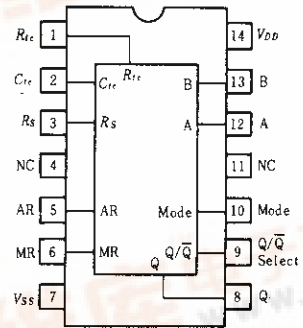 Rtc 1 14 VDD
Rtc
Ctc 2 Ctc B 13 B
Rs 3 Rs A 12 A
NC 4 11 NC
AR 5 AR Mode 10 Mode
MR 6 MR Q/Q̅ 9 Q/Q̅
Select
Q
VSS 7 8 Q